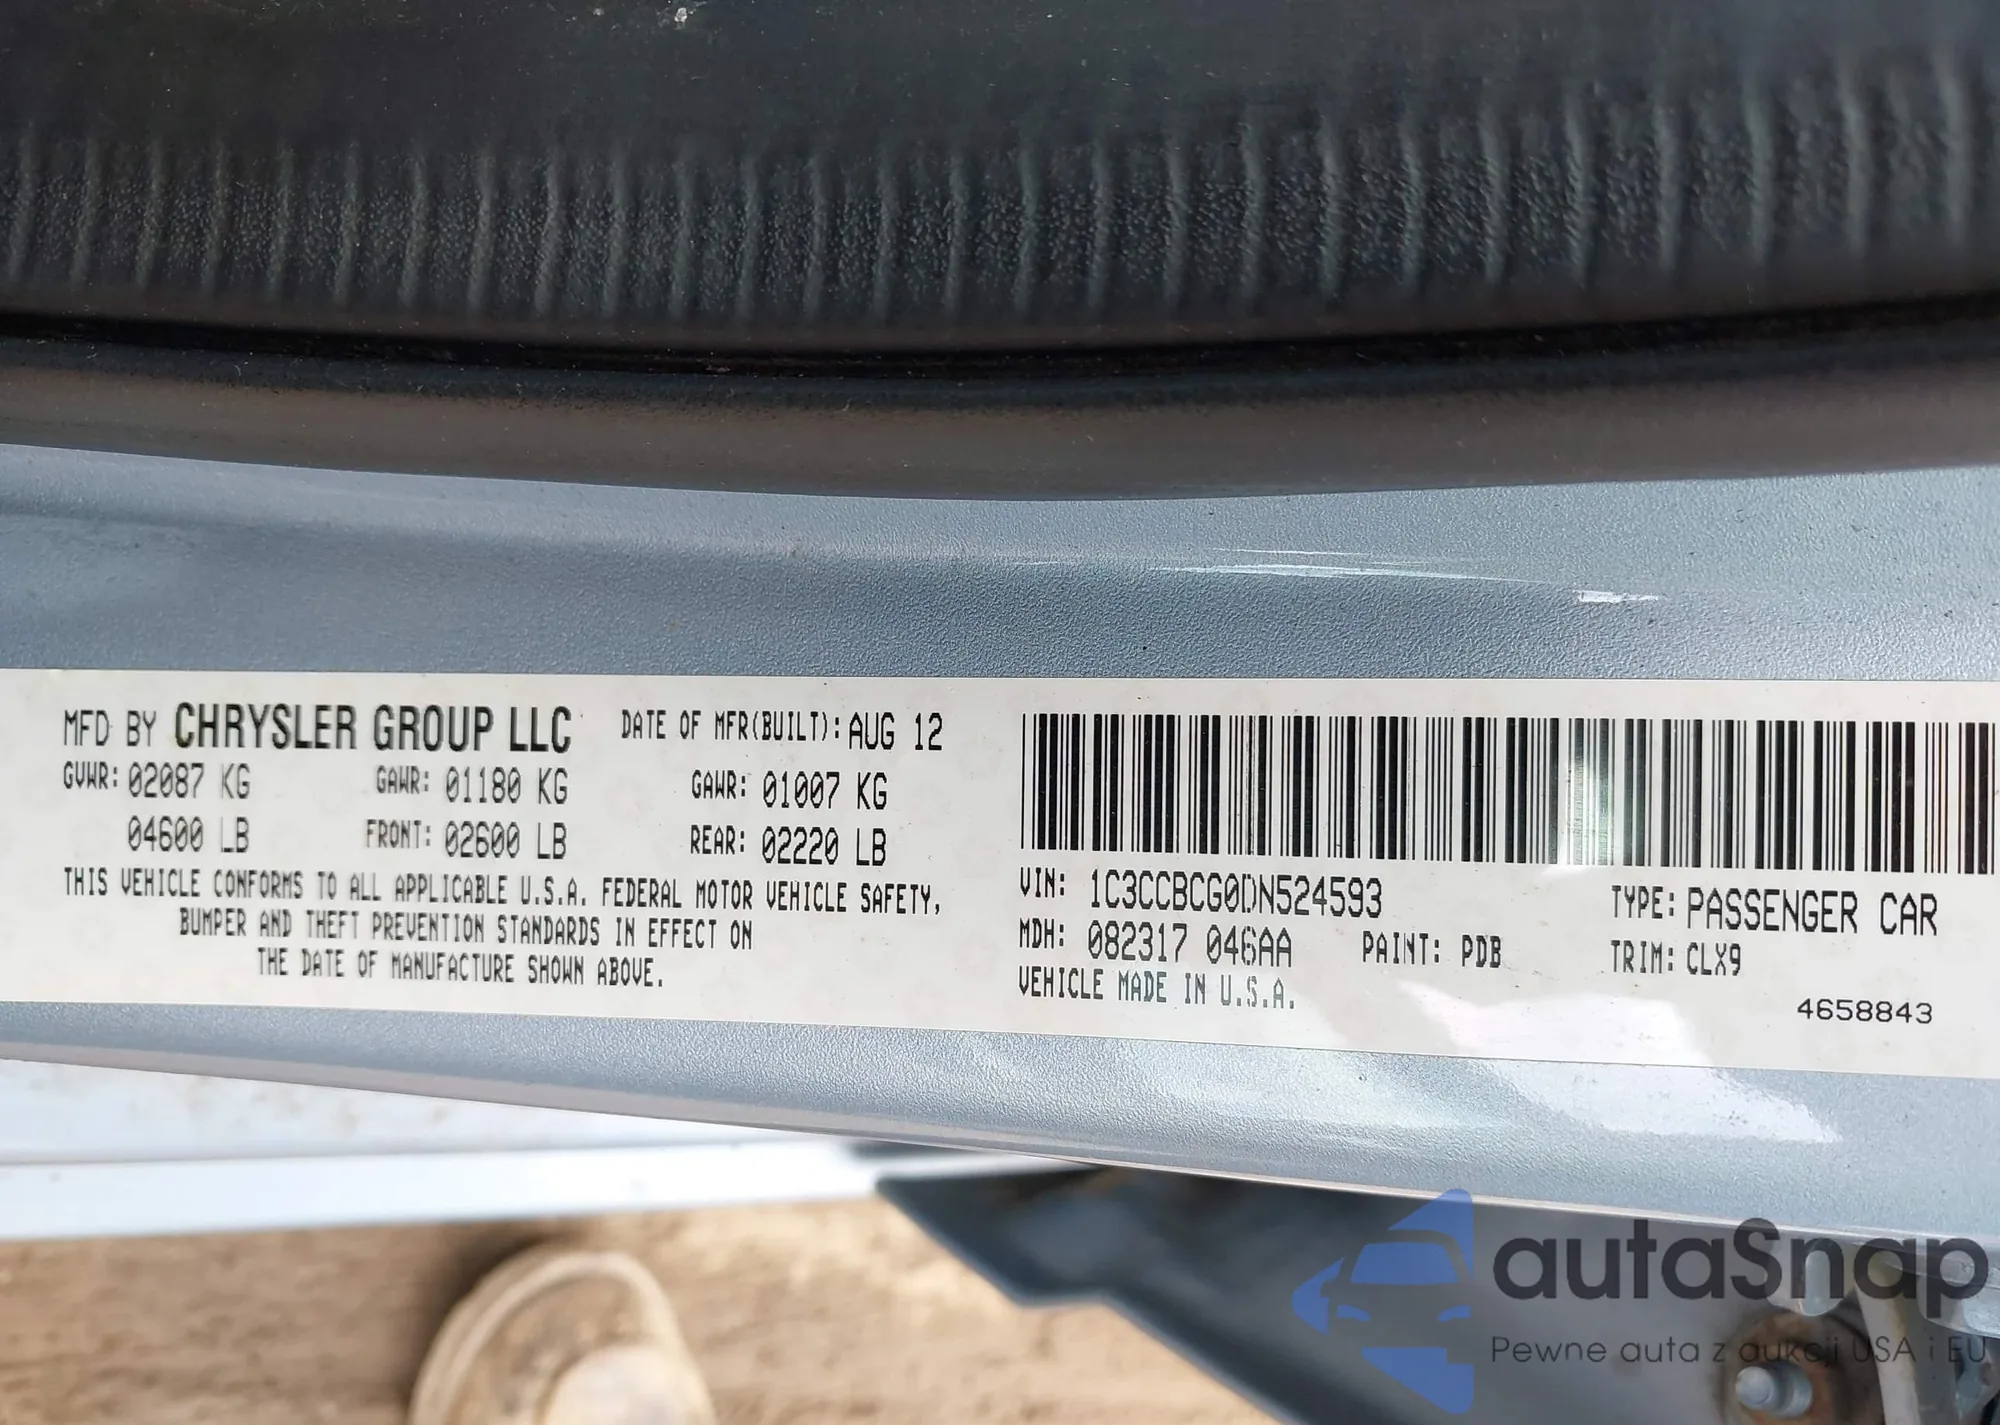 MFD BY CHRYSLER GROUP LLC DATE OF MFR(BUILT): AUG 12
GVWR: 02087 KG GAWR: 01180 KG GAWR: 01007 KG
04600 LB FRONT: 02600 LB REAR: 02220 LB
THIS VEHICLE CONFORMS TO ALL APPLICABLE U.S.A. FEDERAL MOTOR VEHICLE SAFETY,
BUMPER AND THEFT PREVENTION STANDARDS IN EFFECT ON
THE DATE OF MANUFACTURE SHOWN ABOVE.
VIN: 1C3CCBCG0DN524593 TYPE: PASSENGER CAR
MDH: 082317 046AA PAINT: PDB TRIM: CLX9
VEHICLE MADE IN U.S.A.
4658843
autaSnap
Pewne auta z aukcji USA i EU